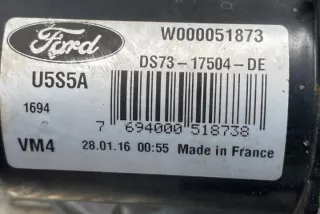 Ford W000051873
DS73-17504-DE
U5S5A
1694
7 694000 518738
VM4 28.01.16 00:55 Made in France